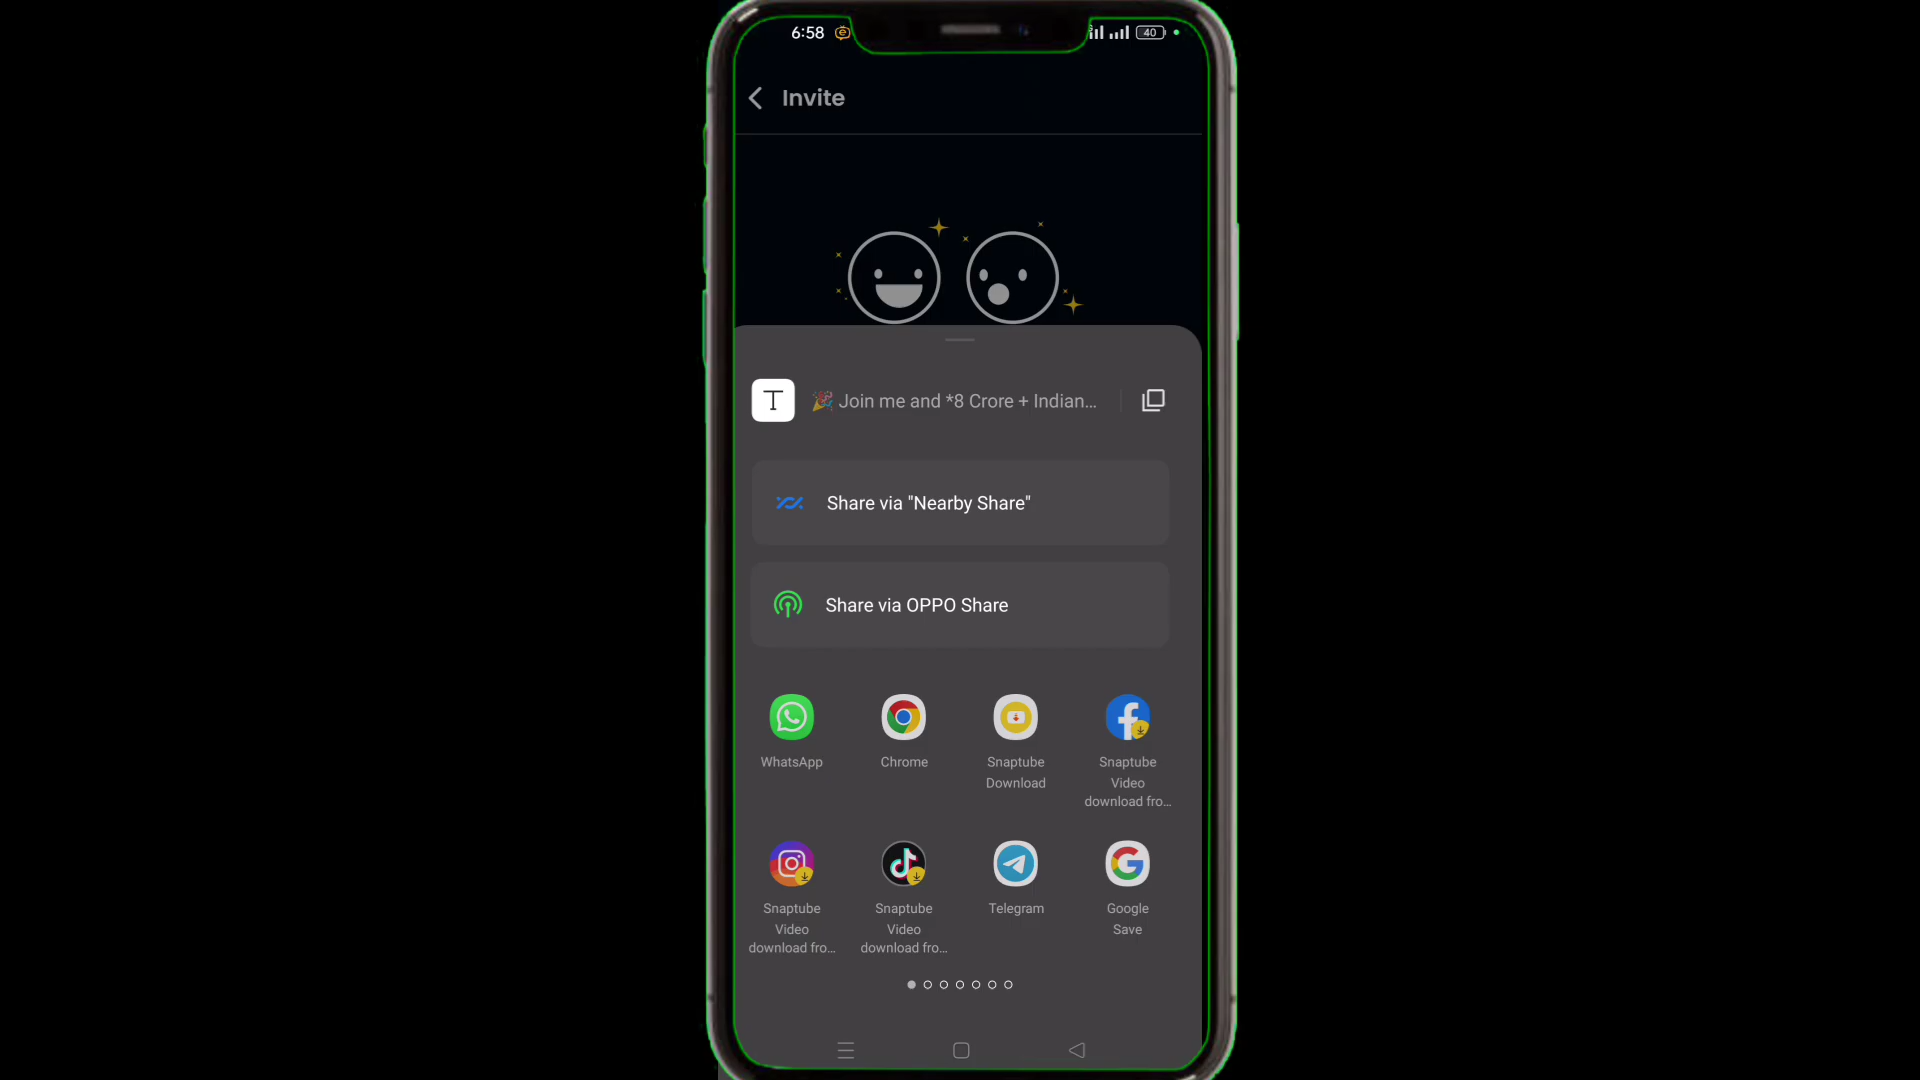 6:58
40
Invite
T
🎉 Join me and *8 Crore + Indian...
Share via "Nearby Share"
Share via OPPO Share
WhatsApp
Chrome
Snaptube
Download
Snaptube
Video
download fro...
Snaptube
Video
download fro...
Snaptube
Video
download fro...
Telegram
Google
Save